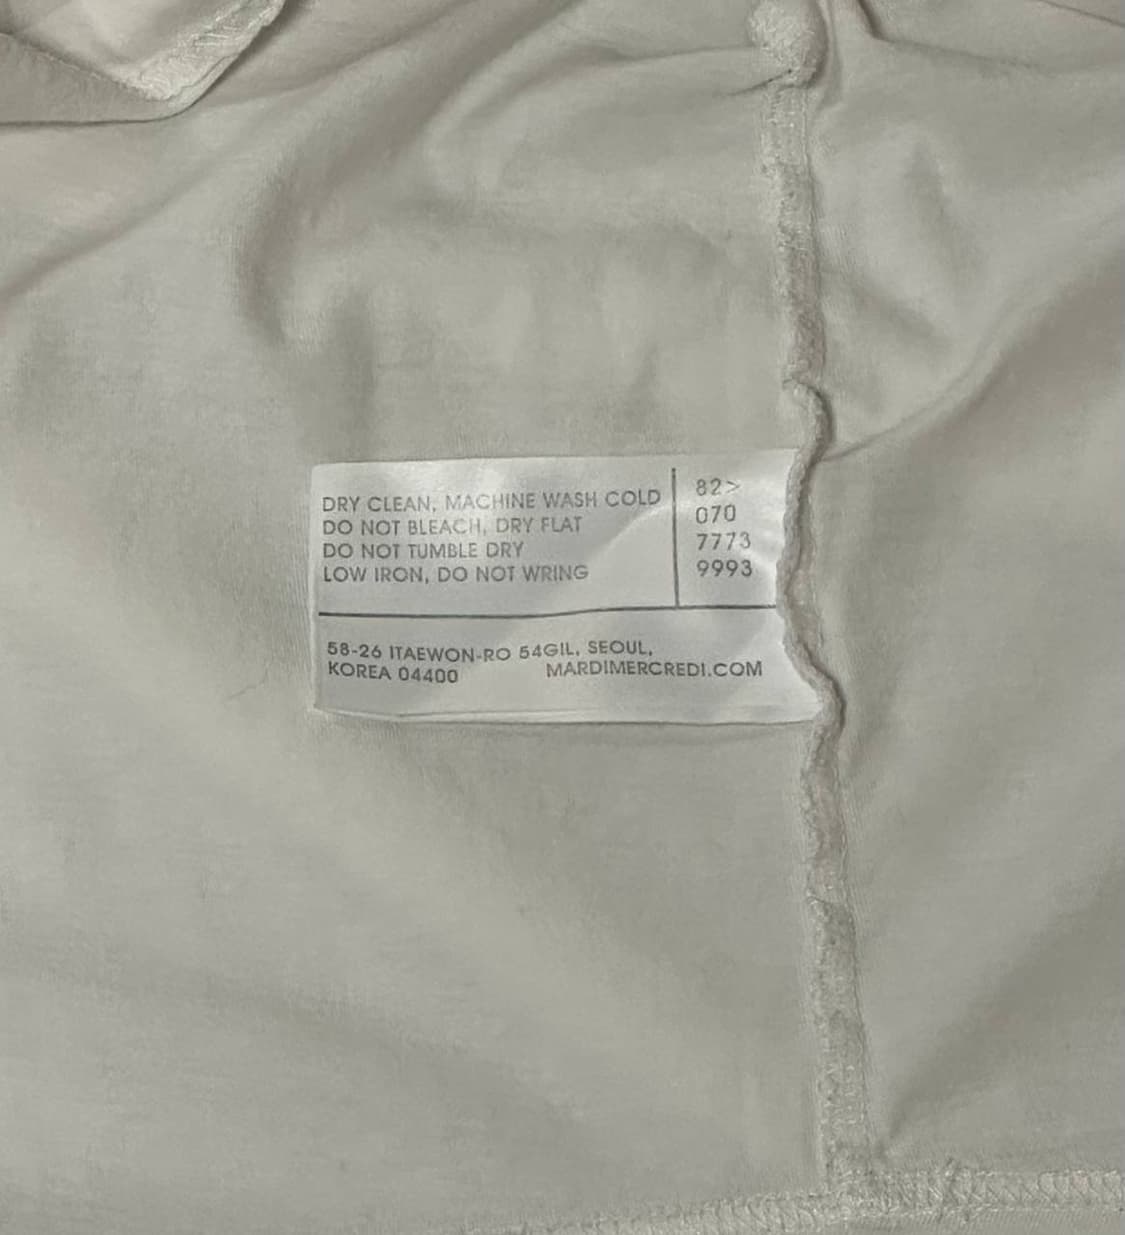 DRY CLEAN, MACHINE WASH COLD
DO NOT BLEACH, DRY FLAT
DO NOT TUMBLE DRY
LOW IRON, DO NOT WRING
82>
070
7773
9993
58-26 ITAEWON-RO 54GIL, SEOUL,
KOREA 04400 MARDIMERCREDI.COM